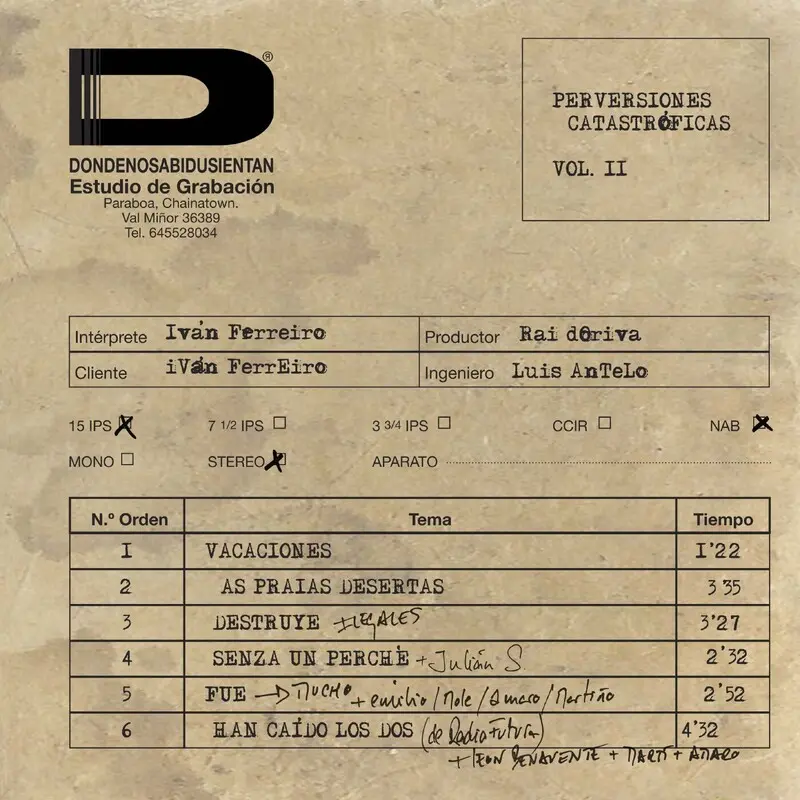 ®
DONDENOSABIDUSIENTAN
Estudio de Grabación
Paraboa, Chainatown.
Val Miñor 36389
Tel. 645528034
PERVERSIONES
CATASTRÓFICAS
VOL. II
Intérprete Iván Ferreiro
Productor Rai dOriva
Cliente iVán FerrEiro
Ingeniero Luis AnTeLo
15 IPS 7 1/2 IPS 3 3/4 IPS CCIR NAB
MONO STEREO APARATO
N.º Orden Tema Tiempo
I VACACIONES I'22
2 AS PRAIAS DESERTAS 3 35
3 DESTRUYE + ILEGALES 3'27
4 SENZA UN PERCHÈ + Julián S. 2'32
5 FUE → MUCHO + emilio / Mole / Amaro / Martiño 2'52
6 HAN CAÍDO LOS DOS (de Radio Futura) 4'32
+ LEON BENAVENTE + MARTÍ + AMARO